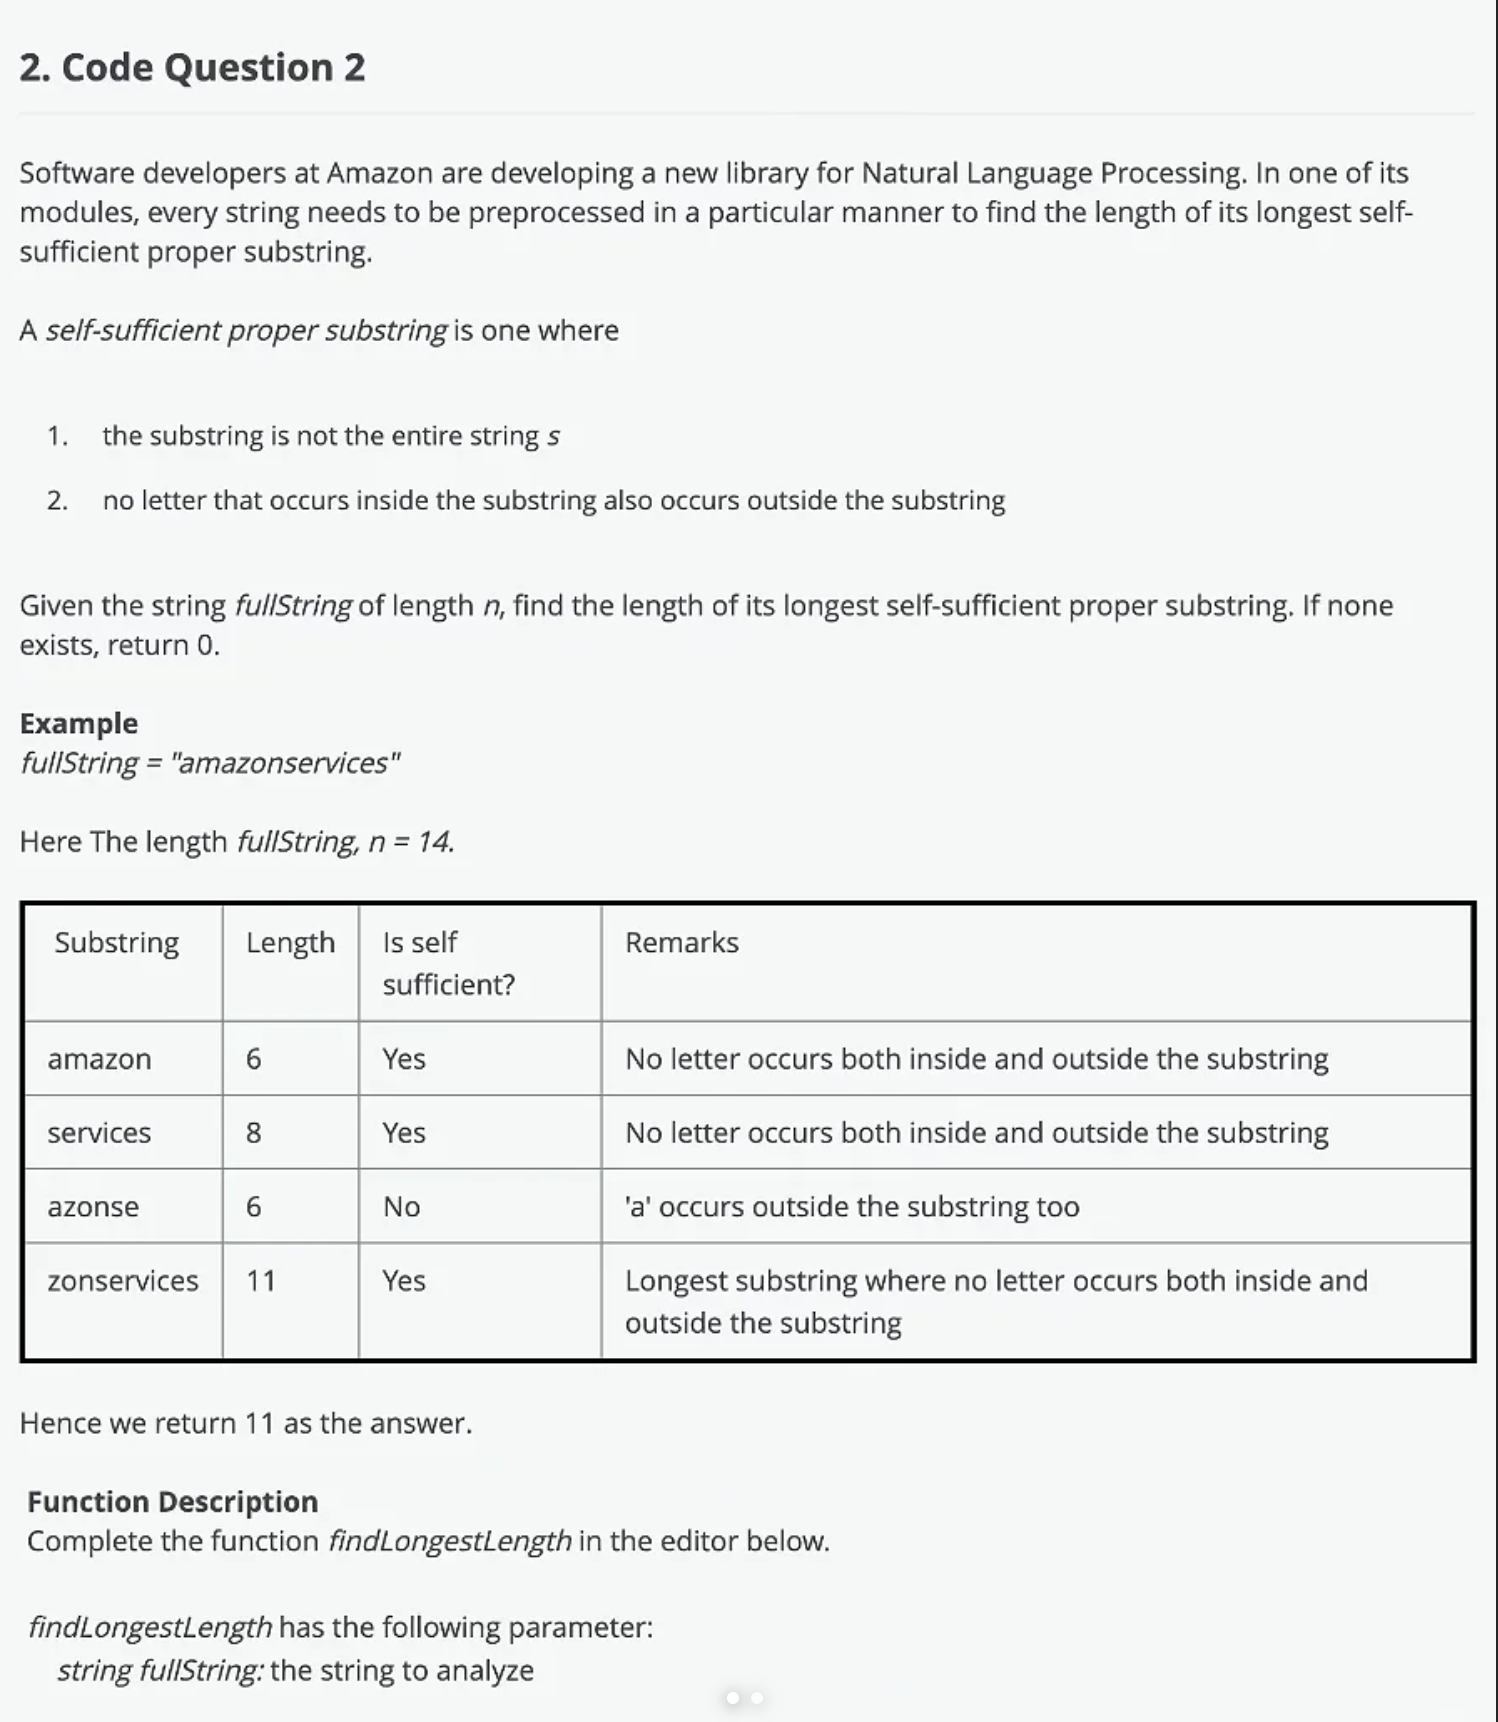 2. Code Question 2
Software developers at Amazon are developing a new library for Natural Language Processing. In one of its
modules, every string needs to be preprocessed in a particular manner to find the length of its longest self-
sufficient proper substring.
A self-sufficient proper substring is one where
1. the substring is not the entire string s
2. no letter that occurs inside the substring also occurs outside the substring
Given the string fullString of length n, find the length of its longest self-sufficient proper substring. If none
exists, return 0.
Example
fullString = "amazonservices"
Here The length fullString, n = 14.
Substring Length Is self Remarks
sufficient?
amazon 6 Yes No letter occurs both inside and outside the substring
services 8 Yes No letter occurs both inside and outside the substring
azonse 6 No 'a' occurs outside the substring too
zonservices 11 Yes Longest substring where no letter occurs both inside and
outside the substring
Hence we return 11 as the answer.
Function Description
Complete the function findLongestLength in the editor below.
findLongestLength has the following parameter:
string fullString: the string to analyze